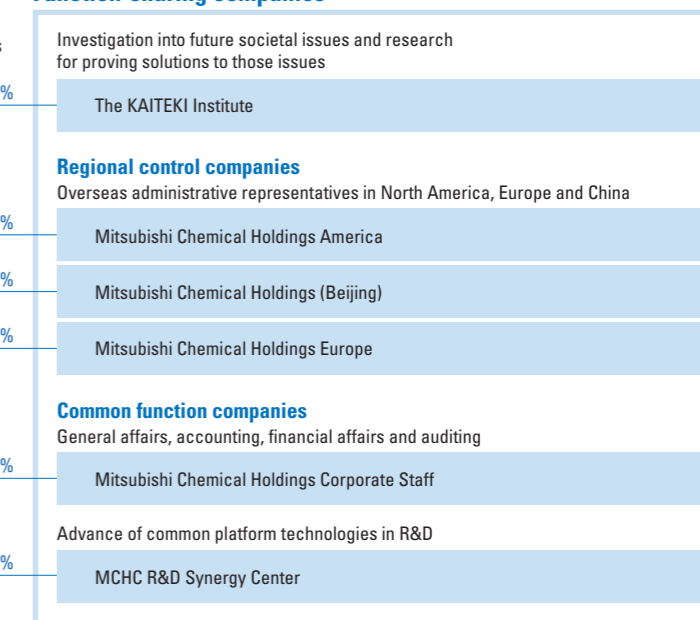 Investigation into future societal issues and research
for proving solutions to those issues
%
The KAITEKI Institute
Regional control companies
Overseas administrative representatives in North America, Europe and China
%
Mitsubishi Chemical Holdings America
%
Mitsubishi Chemical Holdings (Beijing)
%
Mitsubishi Chemical Holdings Europe
Common function companies
General affairs, accounting, financial affairs and auditing
%
Mitsubishi Chemical Holdings Corporate Staff
Advance of common platform technologies in R&D
%
MCHC R&D Synergy Center